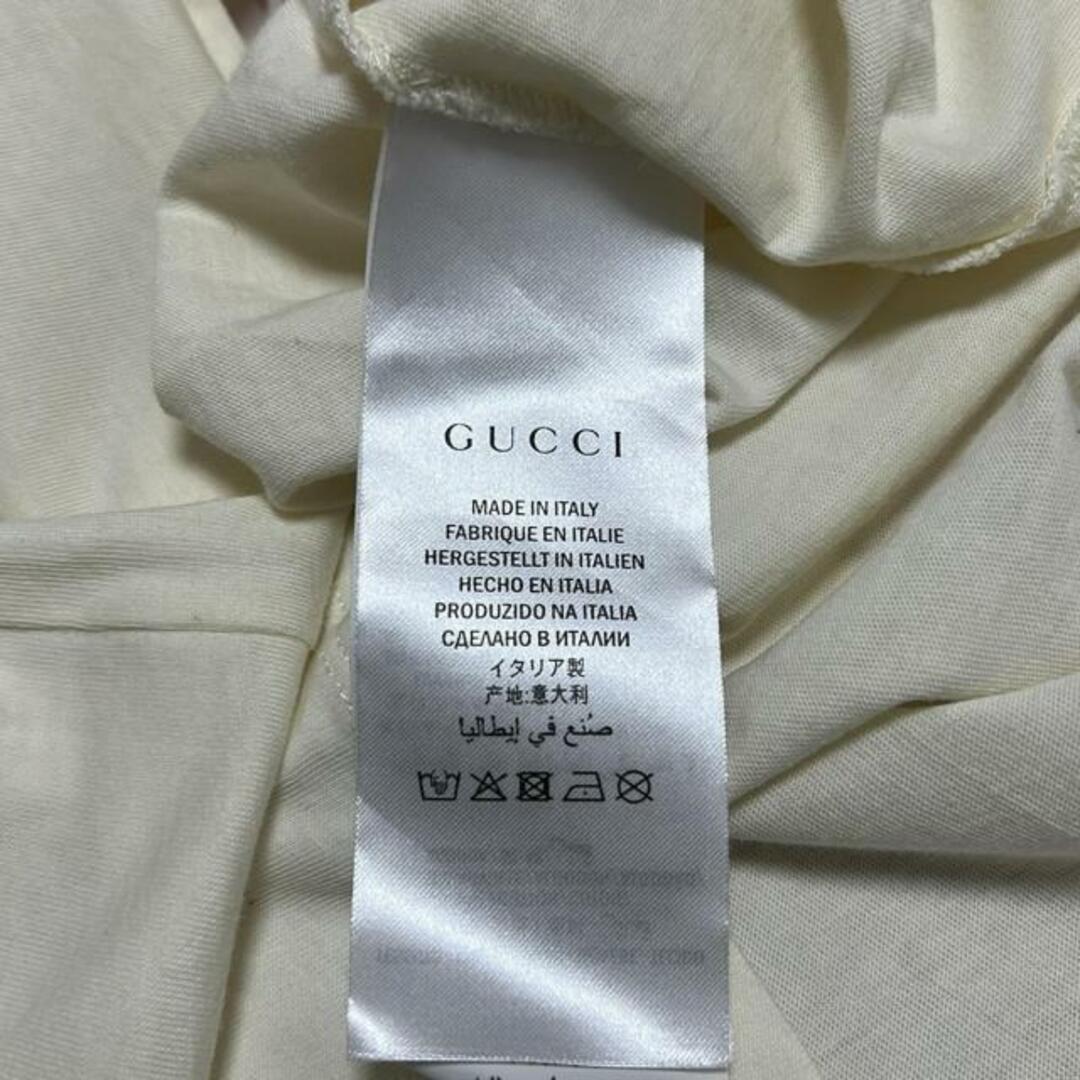 GUCCI
MADE IN ITALY
FABRIQUE EN ITALIE
HERGESTELLT IN ITALIEN
HECHO EN ITALIA
PRODUZIDO NA ITALIA
СДЕЛАНО В ИТАЛИИ
イタリア製
产地:意大利
صُنع في إيطاليا